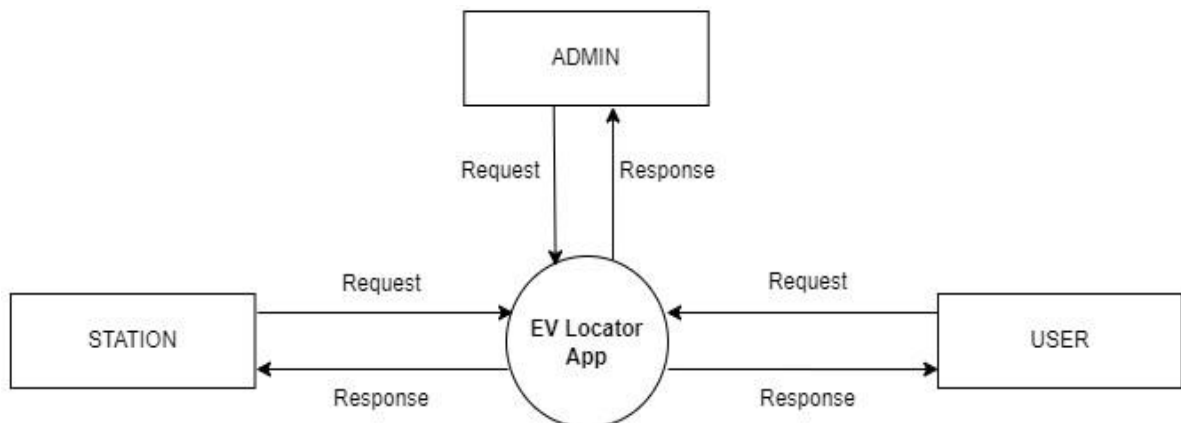 ADMIN
Request
Response
Request
Request
EV Locator
App
STATION
USER
Response
Response